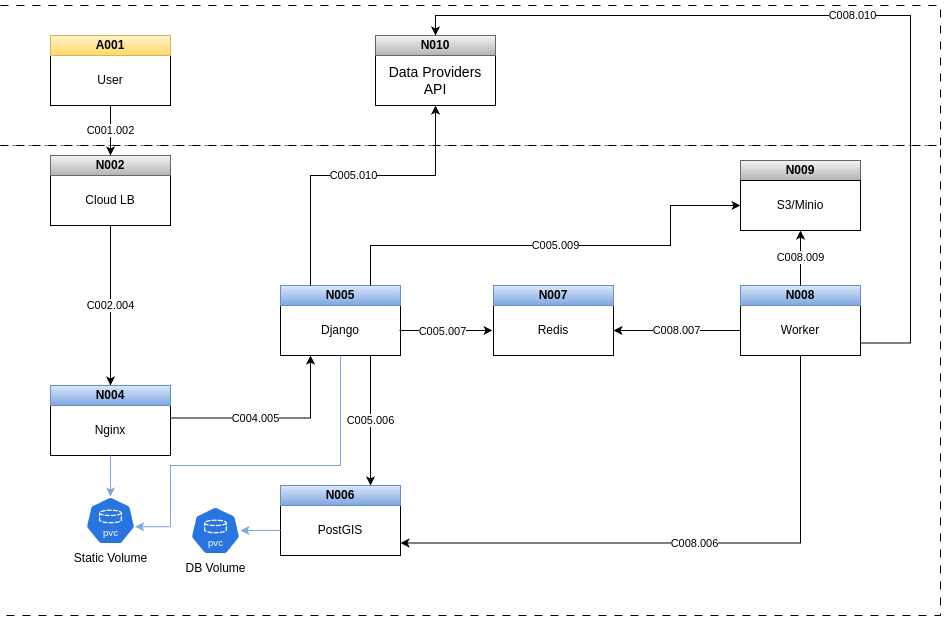 C008.010
A001
User
N010
Data Providers
API
C001.002
N002
Cloud LB
C005.010
N009
S3/Minio
C005.009
C008.009
C002.004
N005
Django
N007
Redis
N008
Worker
C005.007
C008.007
N004
Nginx
C004.005
C005.006
N006
PostGIS
pvc
Static Volume
pvc
DB Volume
C008.006